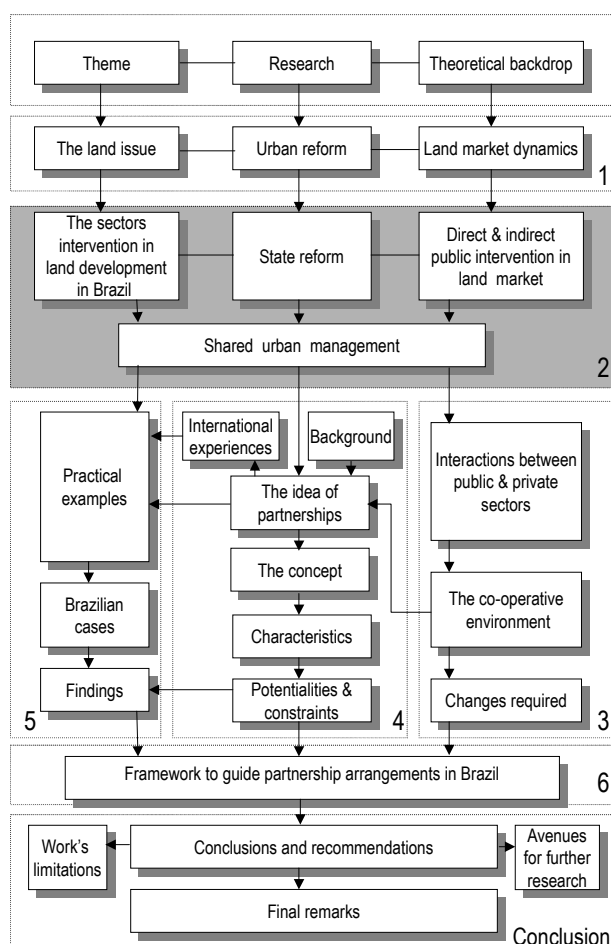 Theme
Research
Theoretical backdrop
The land issue
Urban reform
Land market dynamics
1
The sectors
intervention in
land development
in Brazil
State reform
Direct & indirect
public intervention in
land market
Shared urban management
2
Practical
examples
International
experiences
Background
The idea of
partnerships
Interactions between
public & private
sectors
The concept
The co-operative
environment
Brazilian
cases
Characteristics
Findings
Potentialities &
constraints
Changes required
5
4
3
Framework to guide partnership arrangements in Brazil
6
Work's
limitations
Conclusions and recommendations
Avenues
for further
research
Final remarks
Conclusion